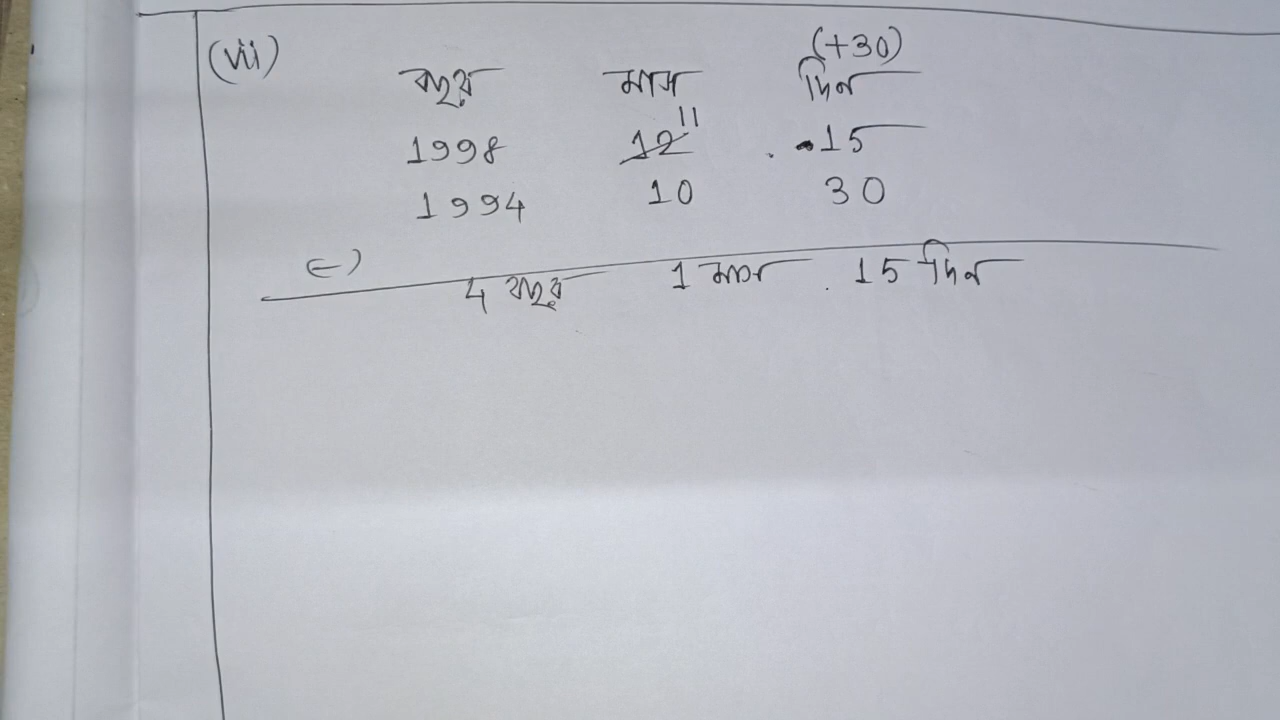 (vii)
(+30)
বছর মাস দিন
1998 12 11 15
1994 10 30
(-)
4 বছর 1 মাস 15 দিন